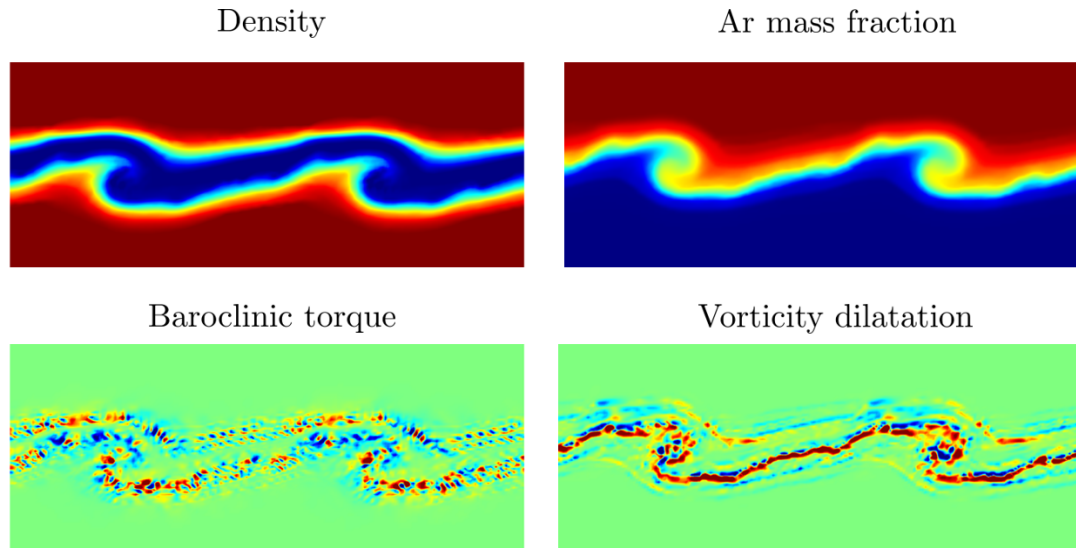 Density
Ar mass fraction
Baroclinic torque
Vorticity dilatation